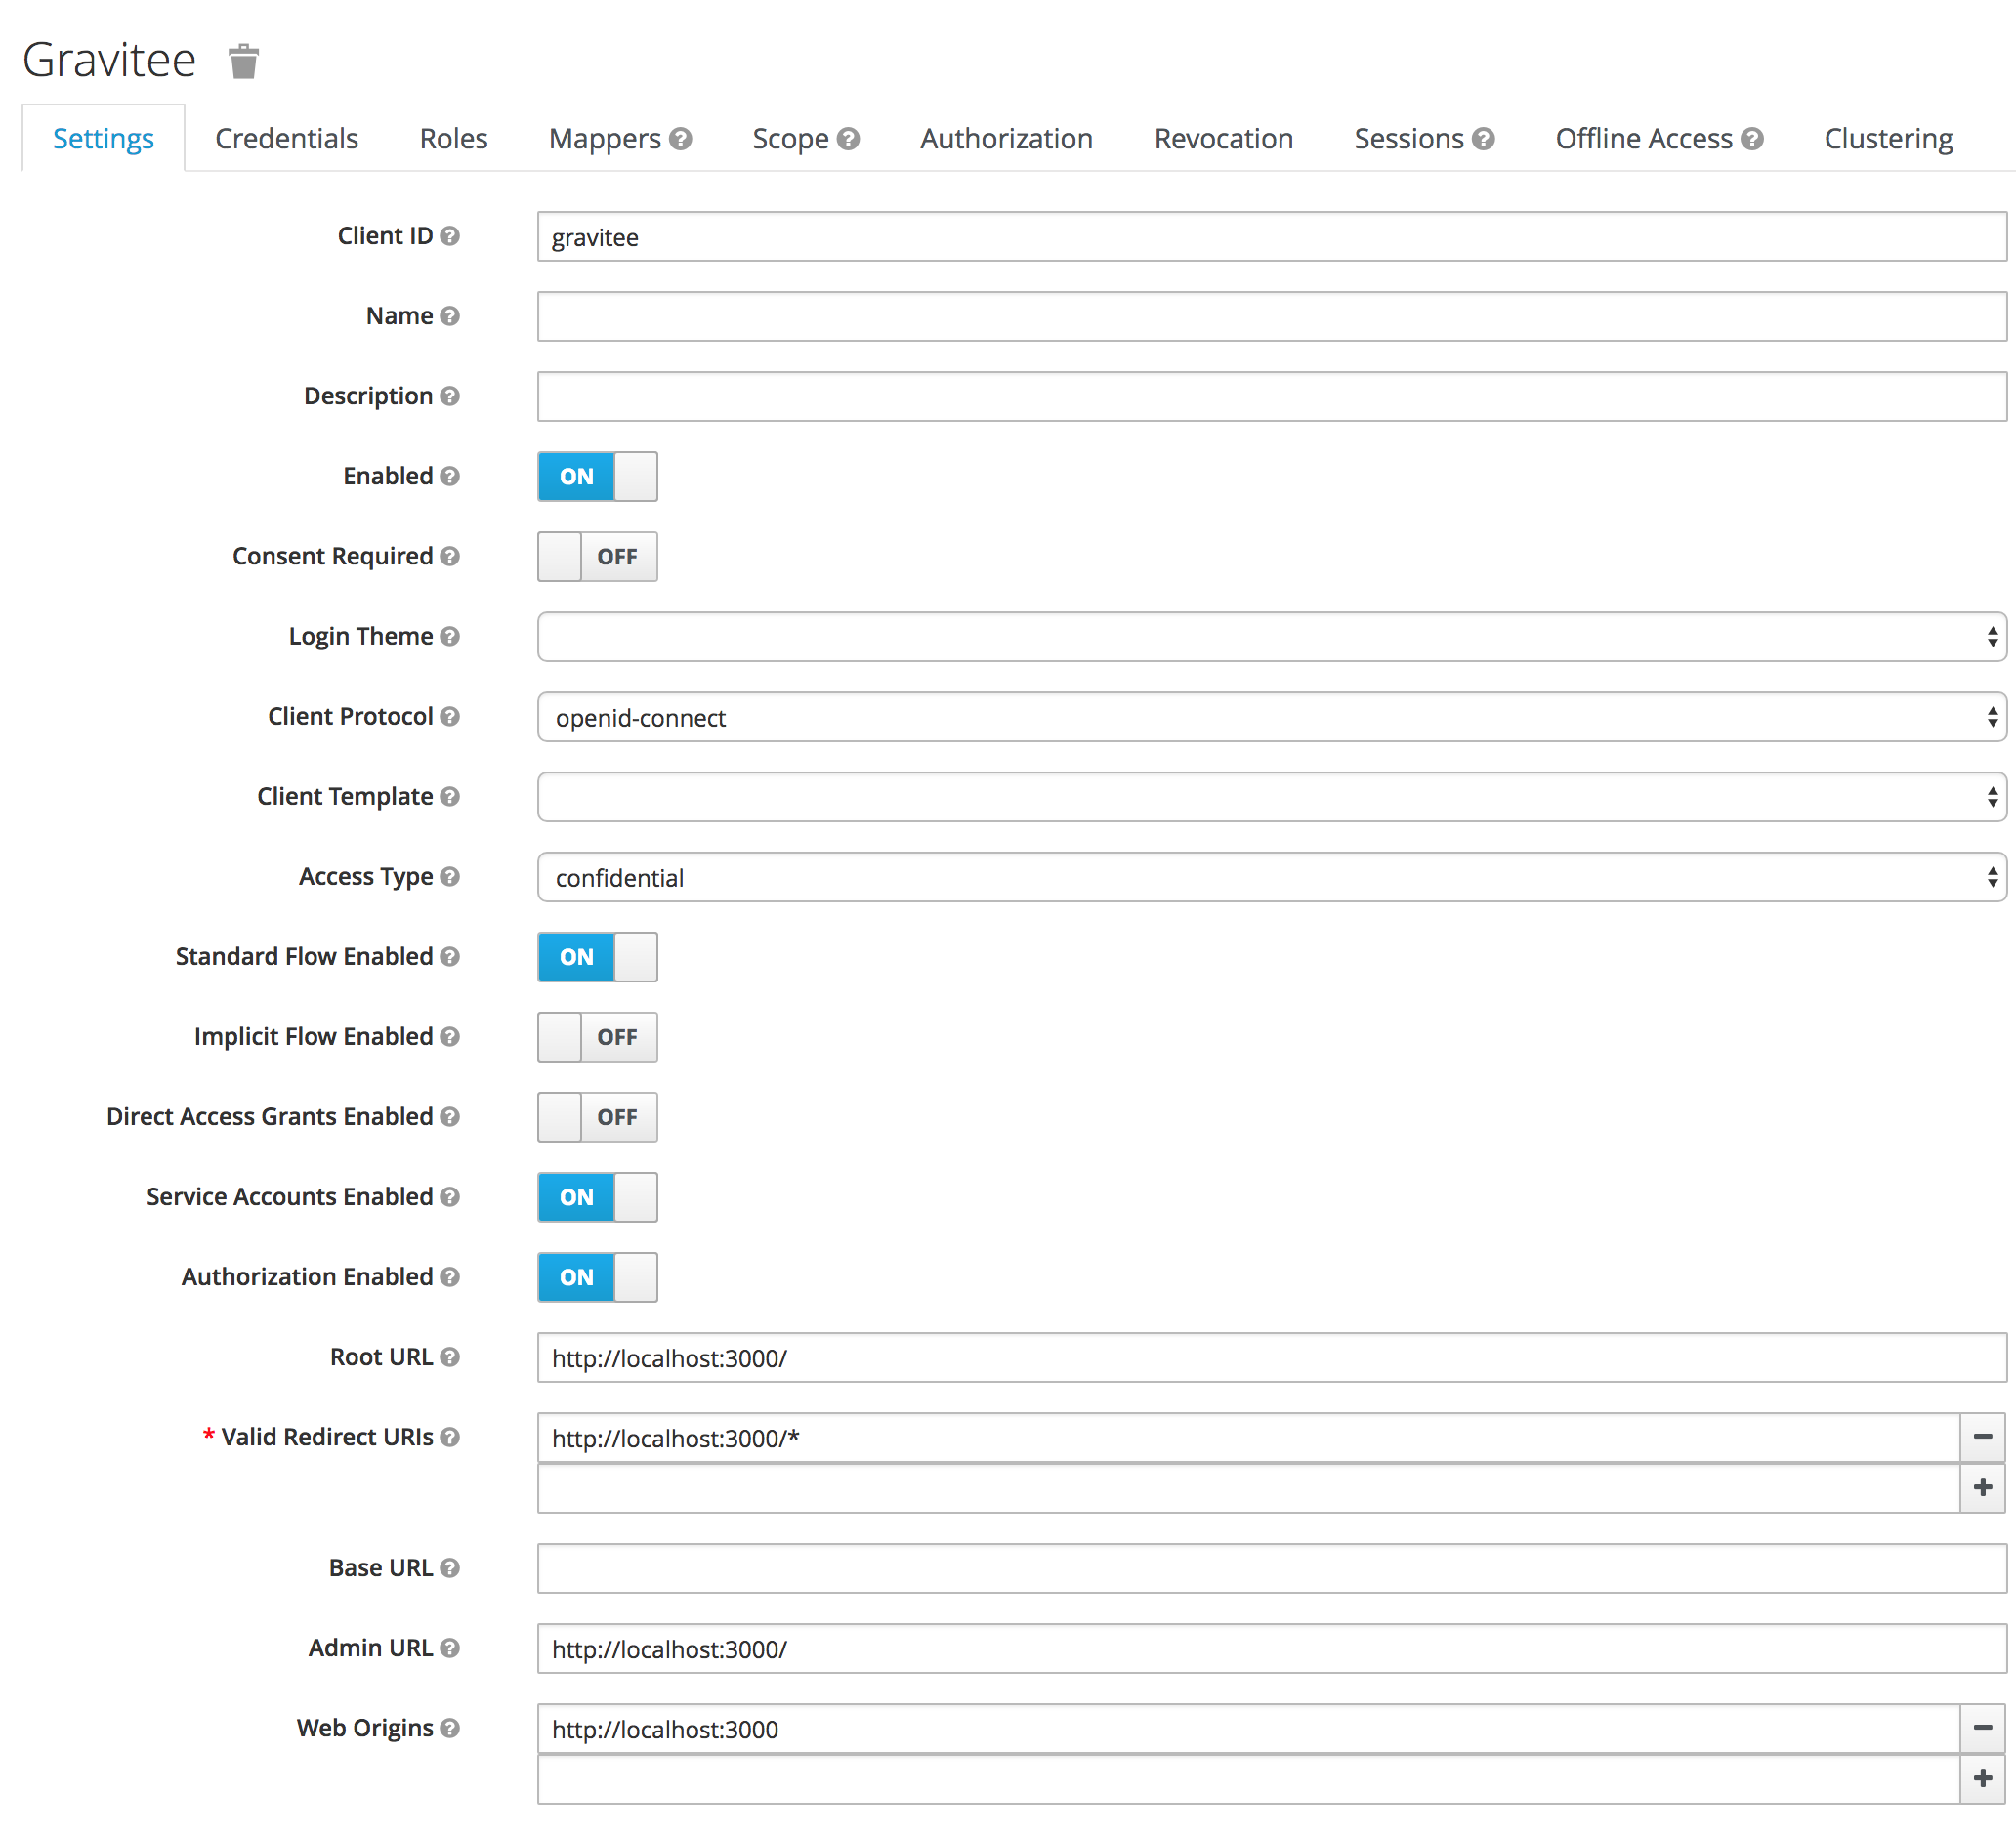 Gravitee
Settings Credentials Roles Mappers Scope Authorization Revocation Sessions Offline Access Clustering
Client ID gravitee
Name
Description
Enabled ON
Consent Required OFF
Login Theme
Client Protocol openid-connect
Client Template
Access Type confidential
Standard Flow Enabled ON
Implicit Flow Enabled OFF
Direct Access Grants Enabled OFF
Service Accounts Enabled ON
Authorization Enabled ON
Root URL http://localhost:3000/
* Valid Redirect URIs http://localhost:3000/*
Base URL
Admin URL http://localhost:3000/
Web Origins http://localhost:3000